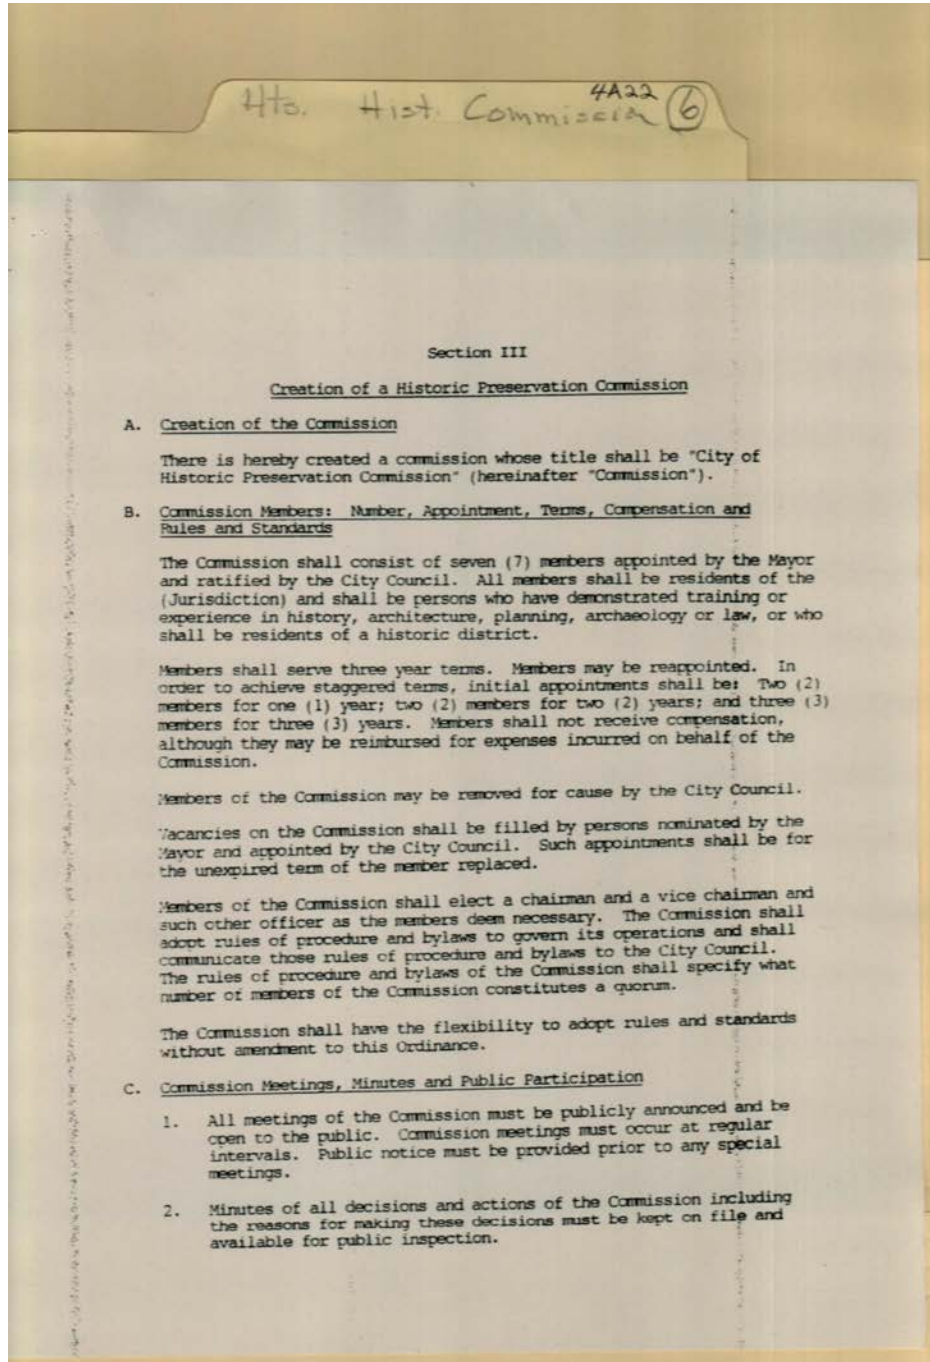 4A22
Hts. Hist. Commission 6
Section III
Creation of a Historic Preservation Commission
A. Creation of the Commission
There is hereby created a commission whose title shall be "City of
Historic Preservation Commission" (hereinafter "Commission").
B. Commission Members: Number, Appointment, Terms, Compensation and
Rules and Standards
The Commission shall consist of seven (7) members appointed by the Mayor
and ratified by the City Council. All members shall be residents of the
(Jurisdiction) and shall be persons who have demonstrated training or
experience in history, architecture, planning, archaeology or law, or who
shall be residents of a historic district.
Members shall serve three year terms. Members may be reappointed. In
order to achieve staggered terms, initial appointments shall be: Two (2)
members for one (1) year; two (2) members for two (2) years; and three (3)
members for three (3) years. Members shall not receive compensation,
although they may be reimbursed for expenses incurred on behalf of the
Commission.
Members of the Commission may be removed for cause by the City Council.
Vacancies on the Commission shall be filled by persons nominated by the
Mayor and appointed by the City Council. Such appointments shall be for
the unexpired term of the member replaced.
Members of the Commission shall elect a chairman and a vice chairman and
such other officer as the members deem necessary. The Commission shall
adopt rules of procedure and bylaws to govern its operations and shall
communicate those rules of procedure and bylaws to the City Council.
The rules of procedure and bylaws of the Commission shall specify what
number of members of the Commission constitutes a quorum.
The Commission shall have the flexibility to adopt rules and standards
without amendment to this Ordinance.
C. Commission Meetings, Minutes and Public Participation
1. All meetings of the Commission must be publicly announced and be
open to the public. Commission meetings must occur at regular
intervals. Public notice must be provided prior to any special
meetings.
2. Minutes of all decisions and actions of the Commission including
the reasons for making these decisions must be kept on file and
available for public inspection.